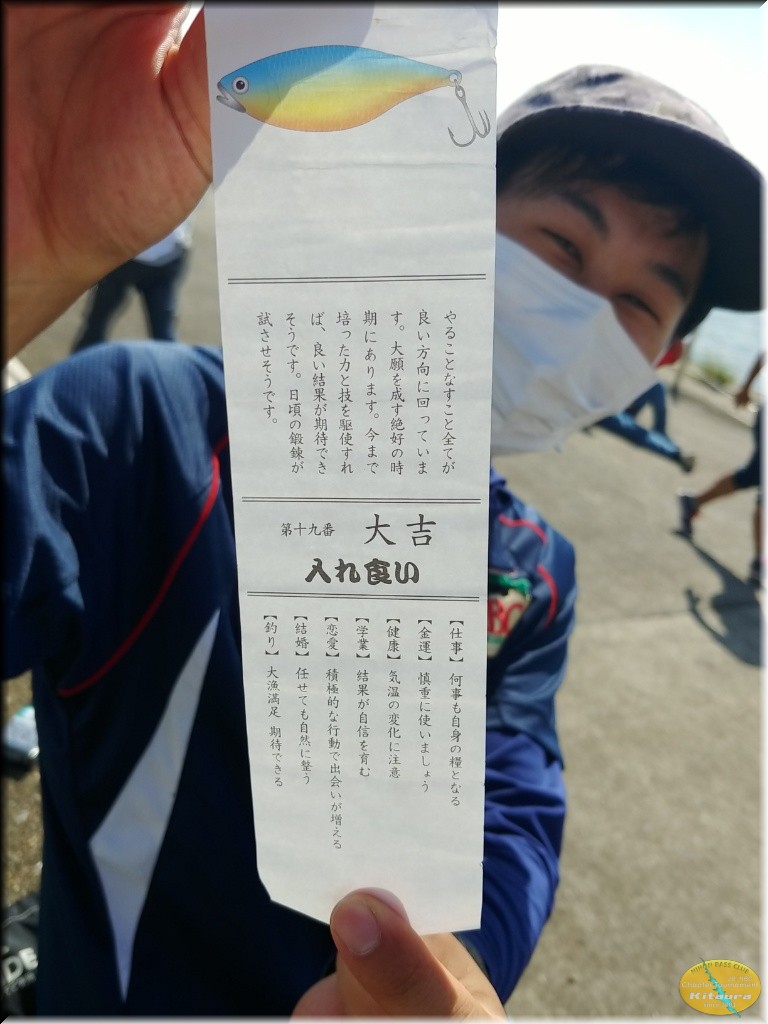 やることなすこと全てが
良い方向に回っていま
す。大願を成す絶好の時
期にあります。今まで
培った力と技を駆使すれ
ば、良い結果が期待でき
そうです。日頃の鍛錬が
試させそうです。
第十九番 大吉
入れ食い
【仕事】何事も自身の糧となる
【金運】慎重に使いましょう
【健康】気温の変化に注意
【学業】結果が自信を育む
【恋愛】積極的な行動で出会いが増える
【結婚】任せても自然に整う
【釣り】大漁満足 期待できる
BASS CLUB
Chapter Tournament
Kitaura